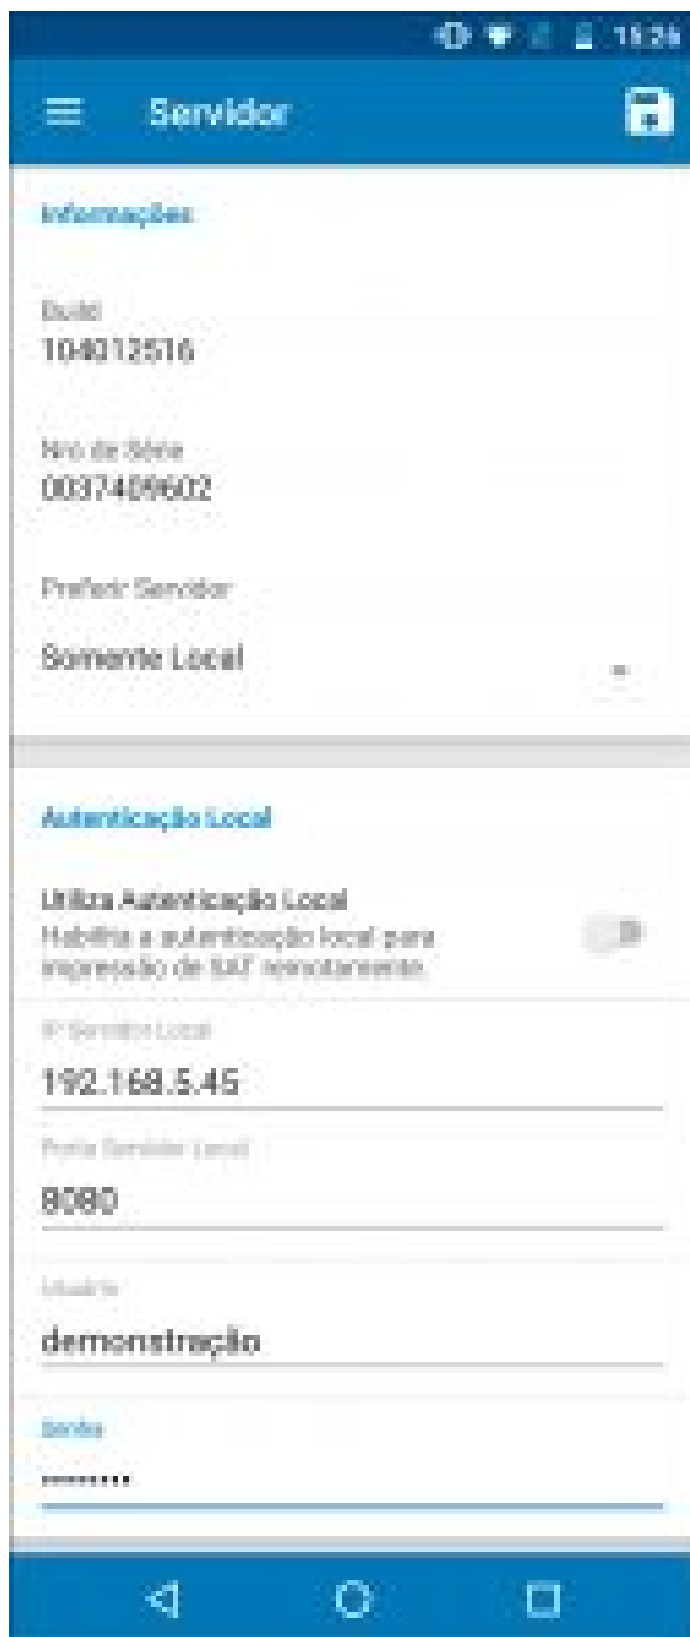 15:26
Servidor
Informações
Build
104012516
Nro de Série
0037409602
Preferir Servidor
Somente Local
Autenticação Local
Utiliza Autenticação Local
Habilita a autenticação local para
impressão de SAT remotamente.
IP Servidor Local
192.168.5.45
Porta Servidor Local
8080
Usuário
demonstração
Senha